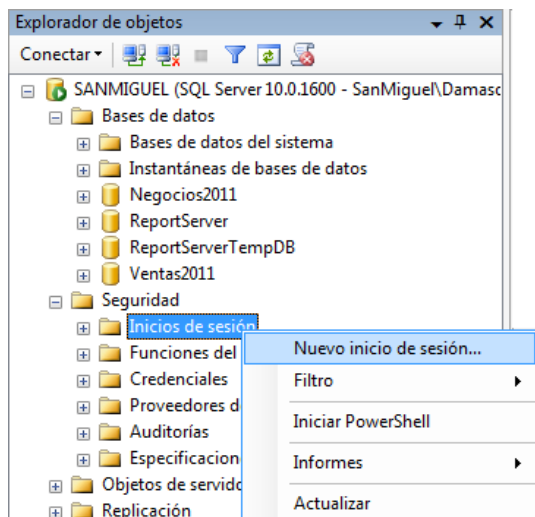 Explorador de objetos
Conectar
SANMIGUEL (SQL Server 10.0.1600 - SanMiguel\Damasc
Bases de datos
Bases de datos del sistema
Instantáneas de bases de datos
Negocios2011
ReportServer
ReportServerTempDB
Ventas2011
Seguridad
Inicios de sesión
Nuevo inicio de sesión...
Funciones del
Filtro
Credenciales
Proveedores d
Iniciar PowerShell
Auditorías
Informes
Especificacion
Objetos de servido
Actualizar
Replicación